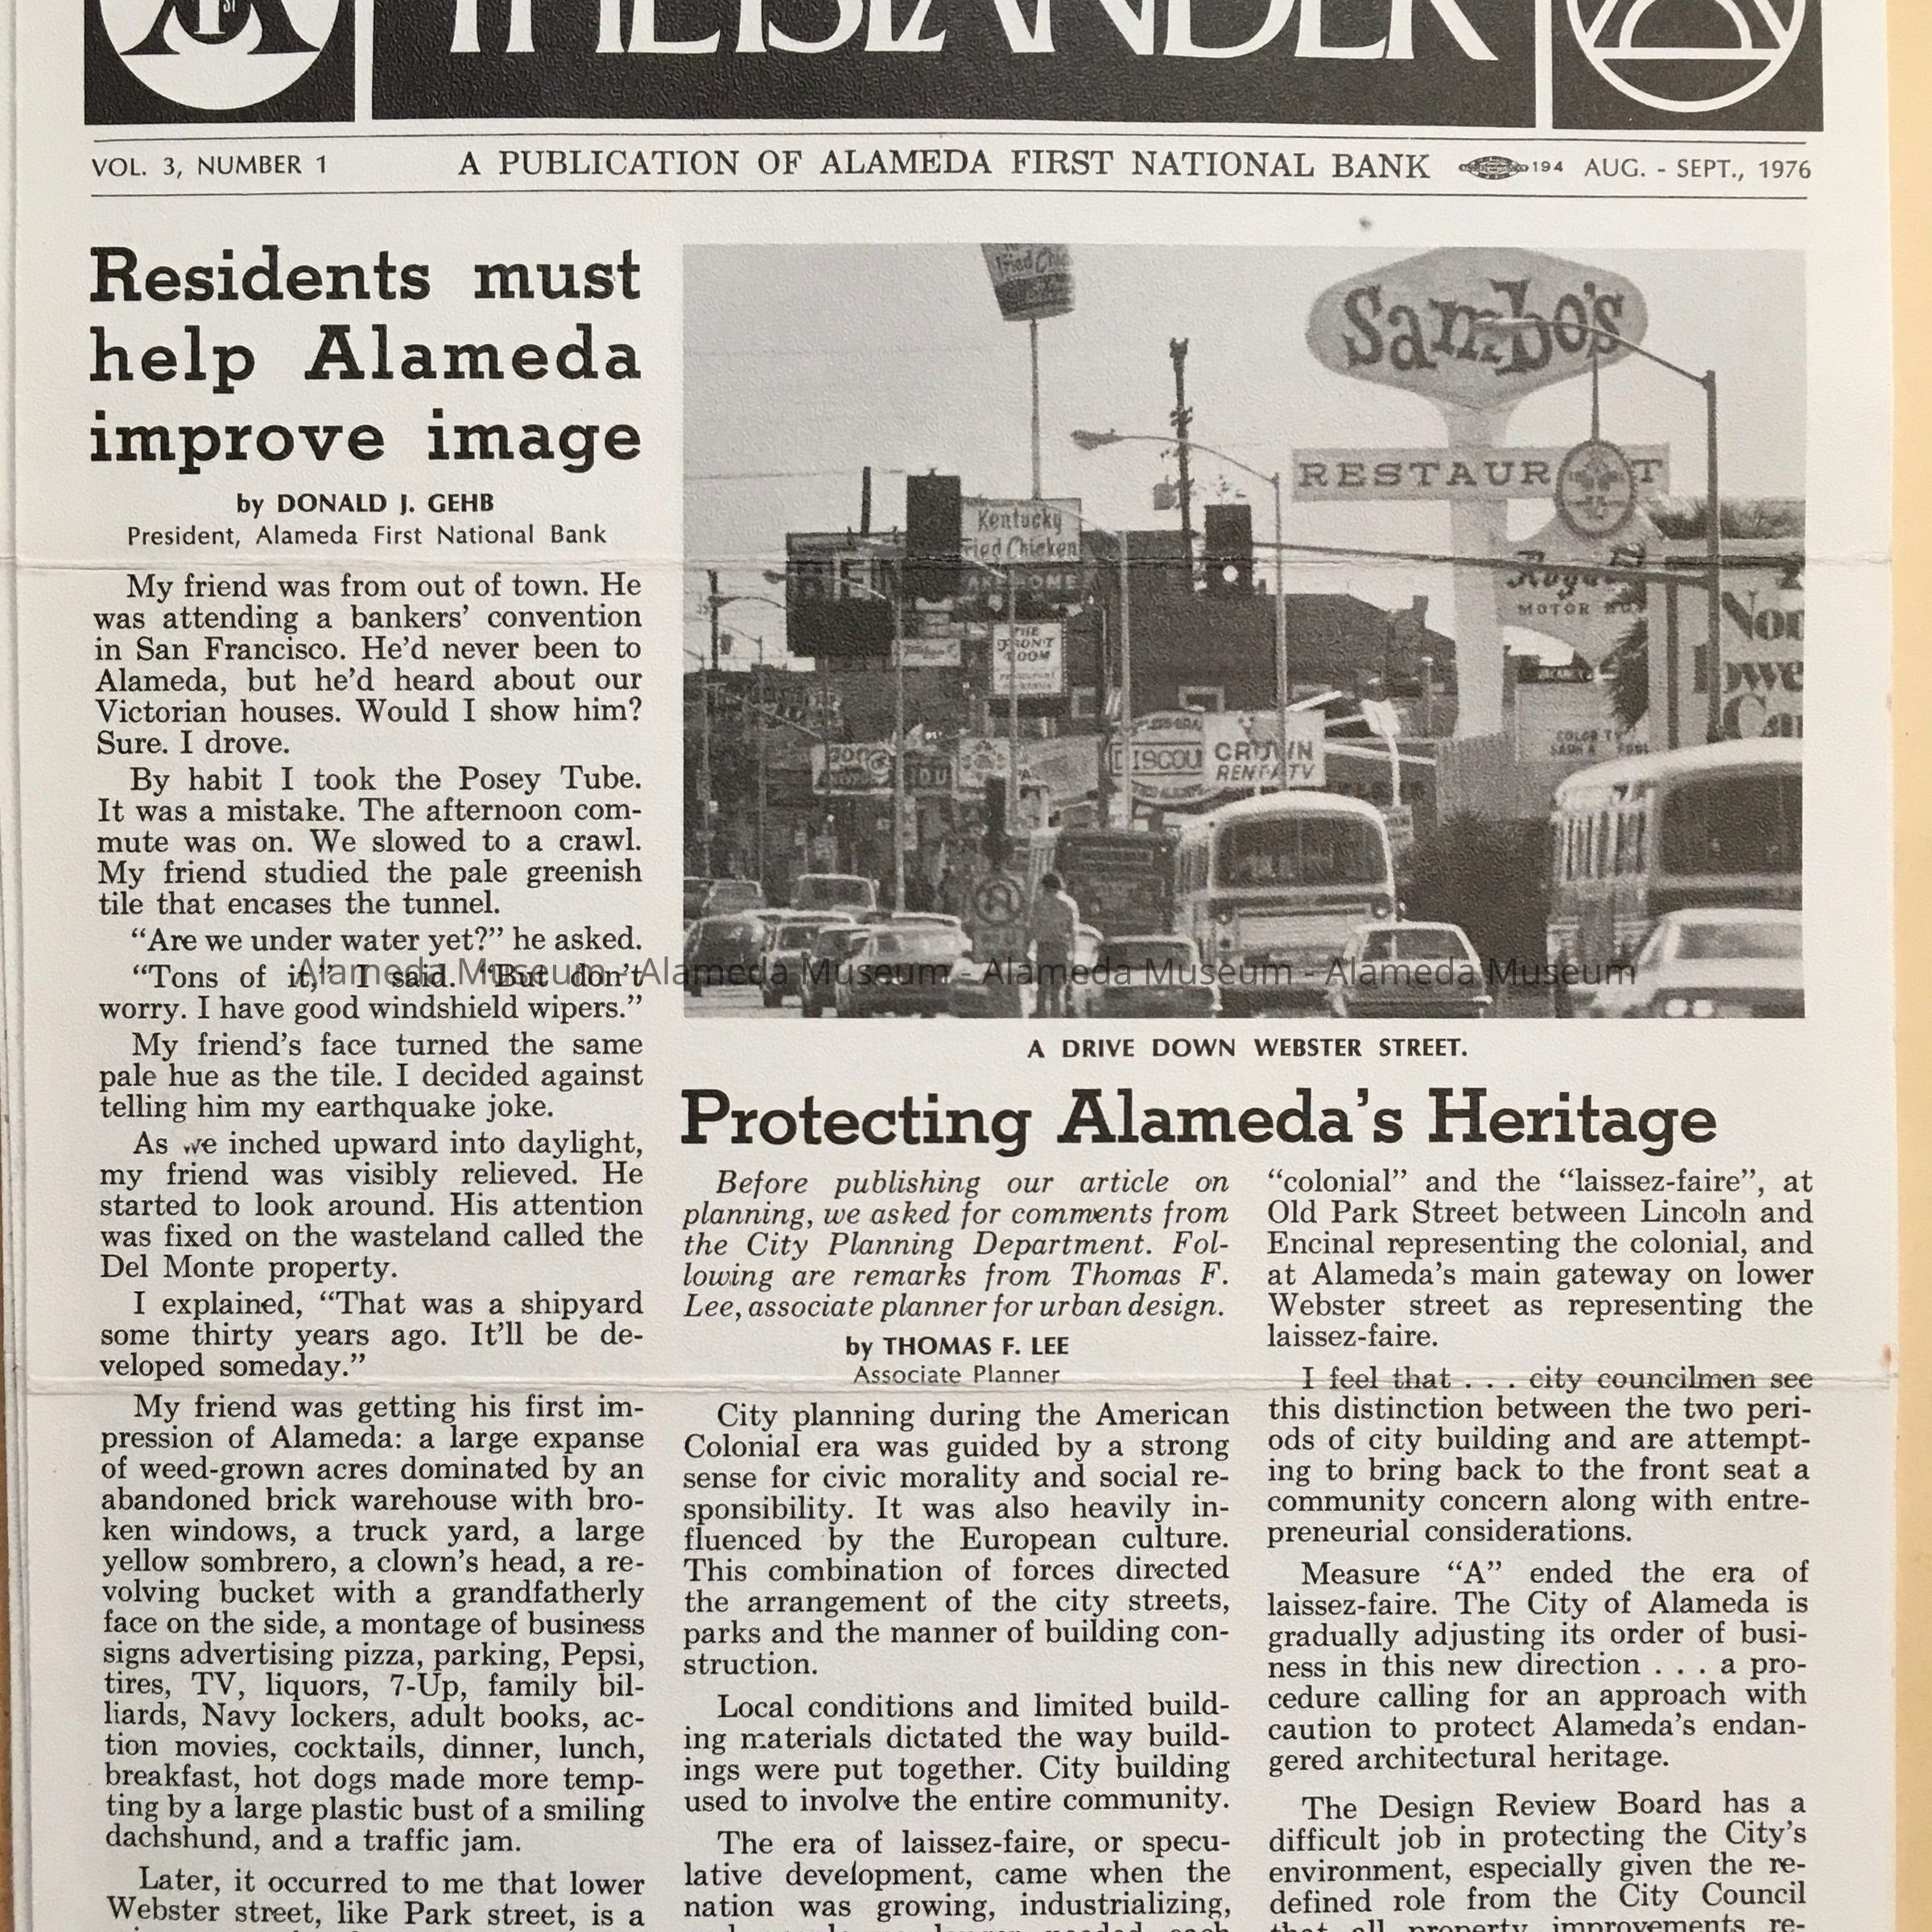 1ST
THE ISLANDER
VOL. 3, NUMBER 1
A PUBLICATION OF ALAMEDA FIRST NATIONAL BANK
194
AUG. - SEPT., 1976
Residents must
help Alameda
improve image
by DONALD J. GEHB
President, Alameda First National Bank
My friend was from out of town. He
was attending a bankers’ convention
in San Francisco. He’d never been to
Alameda, but he’d heard about our
Victorian houses. Would I show him?
Sure. I drove.
By habit I took the Posey Tube.
It was a mistake. The afternoon com-
mute was on. We slowed to a crawl.
My friend studied the pale greenish
tile that encases the tunnel.
“Are we under water yet?” he asked.
“Tons of it,” I said. “But don’t
worry. I have good windshield wipers.”
My friend’s face turned the same
pale hue as the tile. I decided against
telling him my earthquake joke.
As we inched upward into daylight,
my friend was visibly relieved. He
started to look around. His attention
was fixed on the wasteland called the
Del Monte property.
I explained, “That was a shipyard
some thirty years ago. It’ll be de-
veloped someday.”
My friend was getting his first im-
pression of Alameda: a large expanse
of weed-grown acres dominated by an
abandoned brick warehouse with bro-
ken windows, a truck yard, a large
yellow sombrero, a clown’s head, a re-
volving bucket with a grandfatherly
face on the side, a montage of business
signs advertising pizza, parking, Pepsi,
tires, TV, liquors, 7-Up, family bil-
liards, Navy lockers, adult books, ac-
tion movies, cocktails, dinner, lunch,
breakfast, hot dogs made more temp-
ting by a large plastic bust of a smiling
dachshund, and a traffic jam.
Later, it occurred to me that lower
Webster street, like Park street, is a
Fried Chic
Sambo's
RESTAUR T
Kentucky
Fried Chicken
THE
FRONT
ROOM
Royal
MOTOR
Nor
owe
Ca
DISCOU
CROWN
RENT A TV
COLOR TV
SAUNA POOL
Alameda Museum - Alameda Museum - Alameda Museum - Alameda Museum
A DRIVE DOWN WEBSTER STREET.
Protecting Alameda’s Heritage
Before publishing our article on
planning, we asked for comments from
the City Planning Department. Fol-
lowing are remarks from Thomas F.
Lee, associate planner for urban design.
by THOMAS F. LEE
Associate Planner
City planning during the American
Colonial era was guided by a strong
sense for civic morality and social re-
sponsibility. It was also heavily in-
fluenced by the European culture.
This combination of forces directed
the arrangement of the city streets,
parks and the manner of building con-
struction.
Local conditions and limited build-
ing materials dictated the way build-
ings were put together. City building
used to involve the entire community.
The era of laissez-faire, or specu-
lative development, came when the
nation was growing, industrializing,
“colonial” and the “laissez-faire”, at
Old Park Street between Lincoln and
Encinal representing the colonial, and
at Alameda’s main gateway on lower
Webster street as representing the
laissez-faire.
I feel that . . . city councilmen see
this distinction between the two peri-
ods of city building and are attempt-
ing to bring back to the front seat a
community concern along with entre-
preneurial considerations.
Measure “A” ended the era of
laissez-faire. The City of Alameda is
gradually adjusting its order of busi-
ness in this new direction . . . a pro-
cedure calling for an approach with
caution to protect Alameda’s endan-
gered architectural heritage.
The Design Review Board has a
difficult job in protecting the City’s
environment, especially given the re-
defined role from the City Council
that all property improvements re-